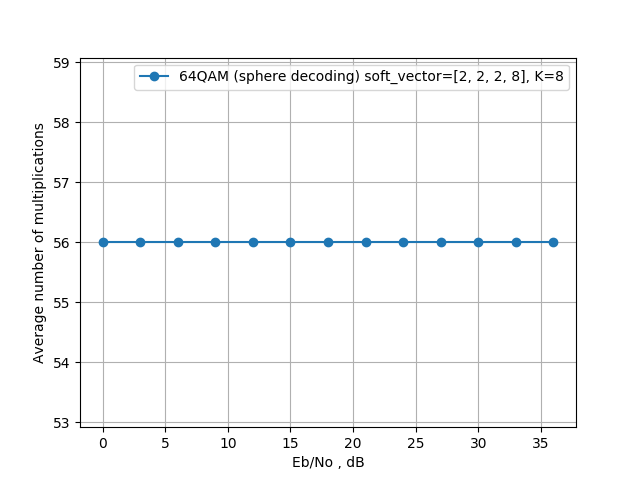 59
58
57
56
55
54
53
Average number of multiplications
64QAM (sphere decoding) soft_vector=[2, 2, 2, 8], K=8
0 5 10 15 20 25 30 35
Eb/No , dB